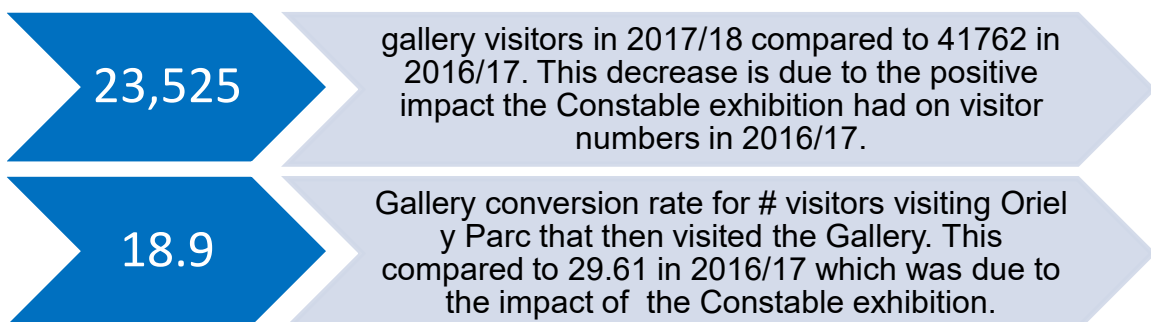 23,525
gallery visitors in 2017/18 compared to 41762 in
2016/17. This decrease is due to the positive
impact the Constable exhibition had on visitor
numbers in 2016/17.
18.9
Gallery conversion rate for # visitors visiting Oriel
y Parc that then visited the Gallery. This
compared to 29.61 in 2016/17 which was due to
the impact of  the Constable exhibition.